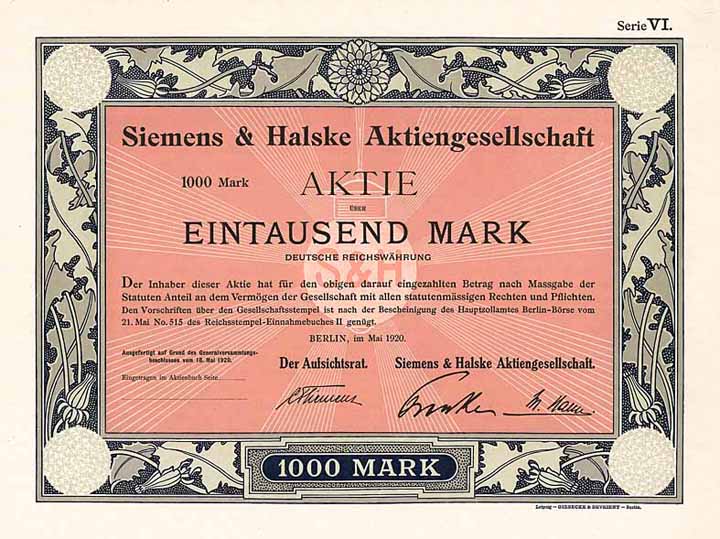 Serie VI.
Siemens & Halske Aktiengesellschaft
1000 Mark AKTIE
ÜBER
EINTAUSEND MARK
DEUTSCHE REICHSWÄHRUNG
S&H
Der Inhaber dieser Aktie hat für den obigen darauf eingezahlten Betrag nach Massgabe der
Statuten Anteil an dem Vermögen der Gesellschaft mit allen statutenmässigen Rechten und Pflichten.
Den Vorschriften über den Gesellschaftsstempel ist nach der Bescheinigung des Hauptzollamtes Berlin-Börse vom
21. Mai No. 515 des Reichsstempel-Einnahmebuches II genügt.
BERLIN, im Mai 1920.
Ausgefertigt auf Grund des Generalversammlungs-
beschlusses vom 18. Mai 1920.
Eingetragen im Aktienbuch Seite
Der Aufsichtsrat. Siemens & Halske Aktiengesellschaft.
1000 MARK
Leipzig — GIESECKE & DEVRIENT — Berlin.